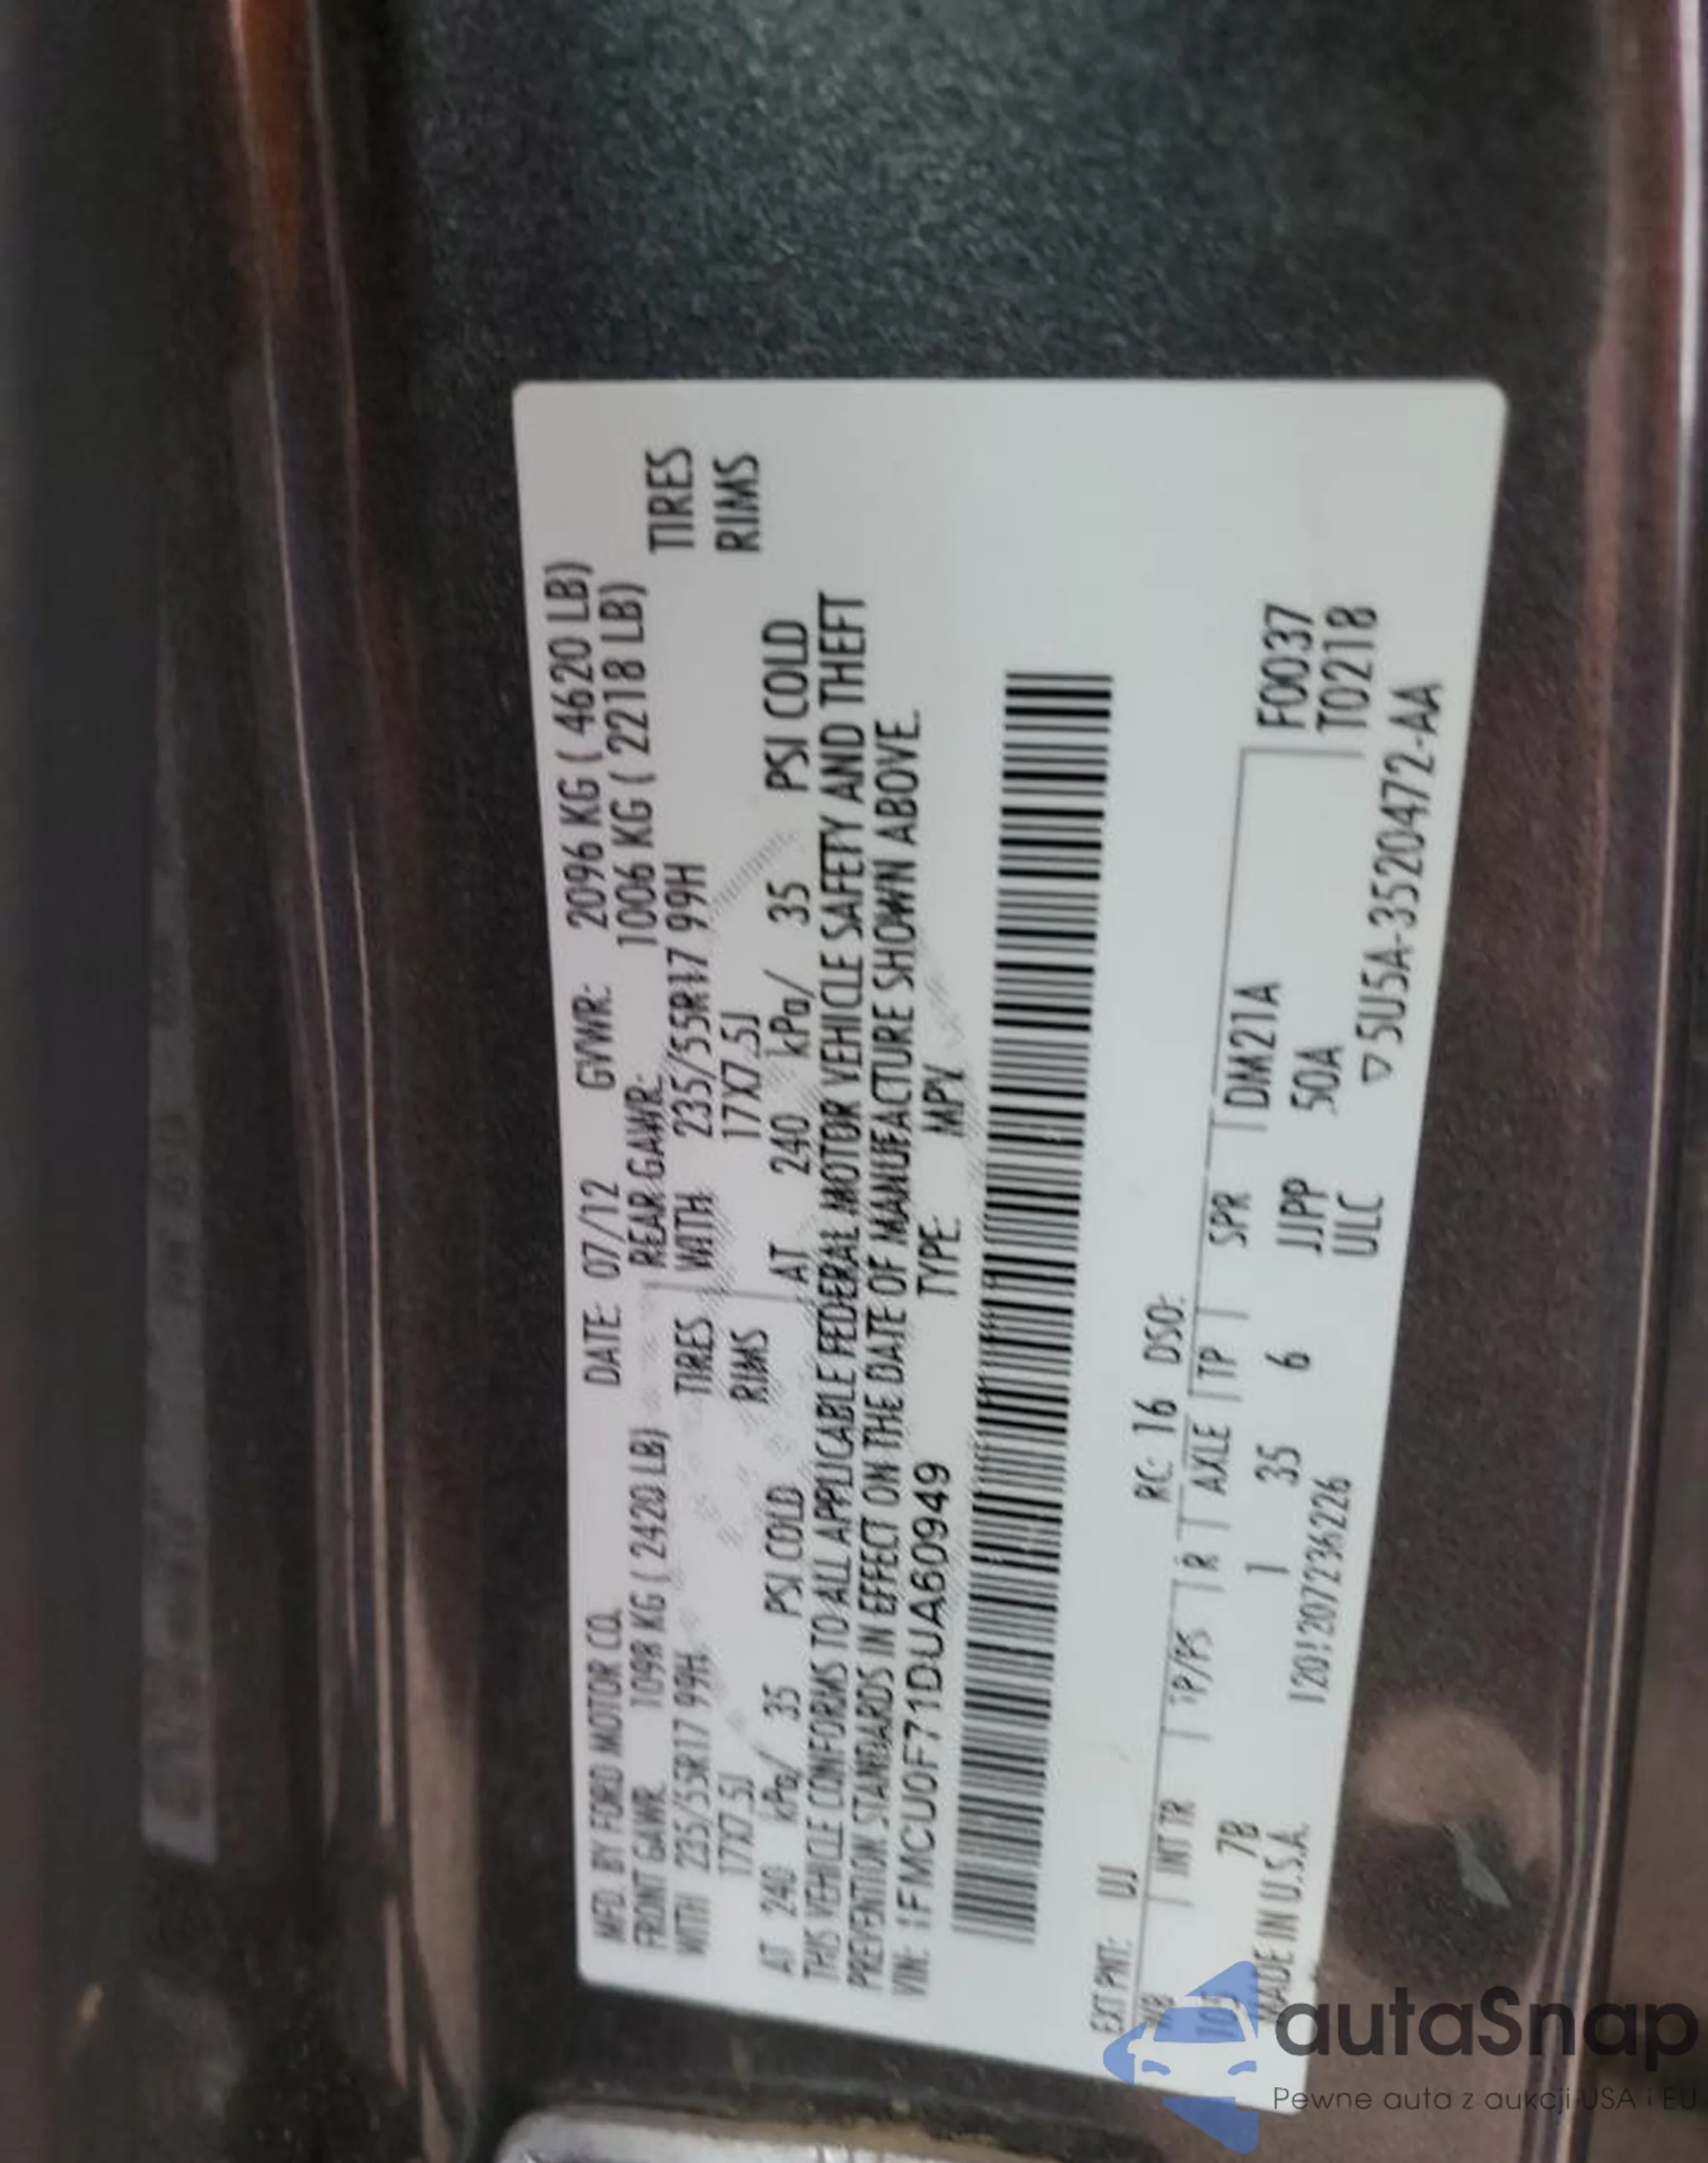 MFD. BY FORD MOTOR CO. DATE: 07/12 GVWR: 2096 KG ( 4620 LB)
FRONT GAWR: 1098 KG ( 2420 LB) REAR GAWR: 1006 KG ( 2218 LB)
WITH 235/55R17 99H TIRES WITH 235/55R17 99H TIRES
17X7.5J RIMS 17X7.5J RIMS
AT 240 kPa/ 35 PSI COLD AT 240 kPa/ 35 PSI COLD
THIS VEHICLE CONFORMS TO ALL APPLICABLE FEDERAL MOTOR VEHICLE SAFETY AND THEFT
PREVENTION STANDARDS IN EFFECT ON THE DATE OF MANUFACTURE SHOWN ABOVE.
VIN: 1FMCU0F71DUA60949 TYPE: MPV
EXT PNT: UJ RC: 16 DSO:
WB INT TR TP/PS R AXLE TP SPR DM21A F0037
105 7B 1 35 6 JJPP 50A T0218
MADE IN U.S.A. 1201207236226 ULC ▽5U5A-3520472-AA
autaSnap
Pewne auta z aukcji USA i EU